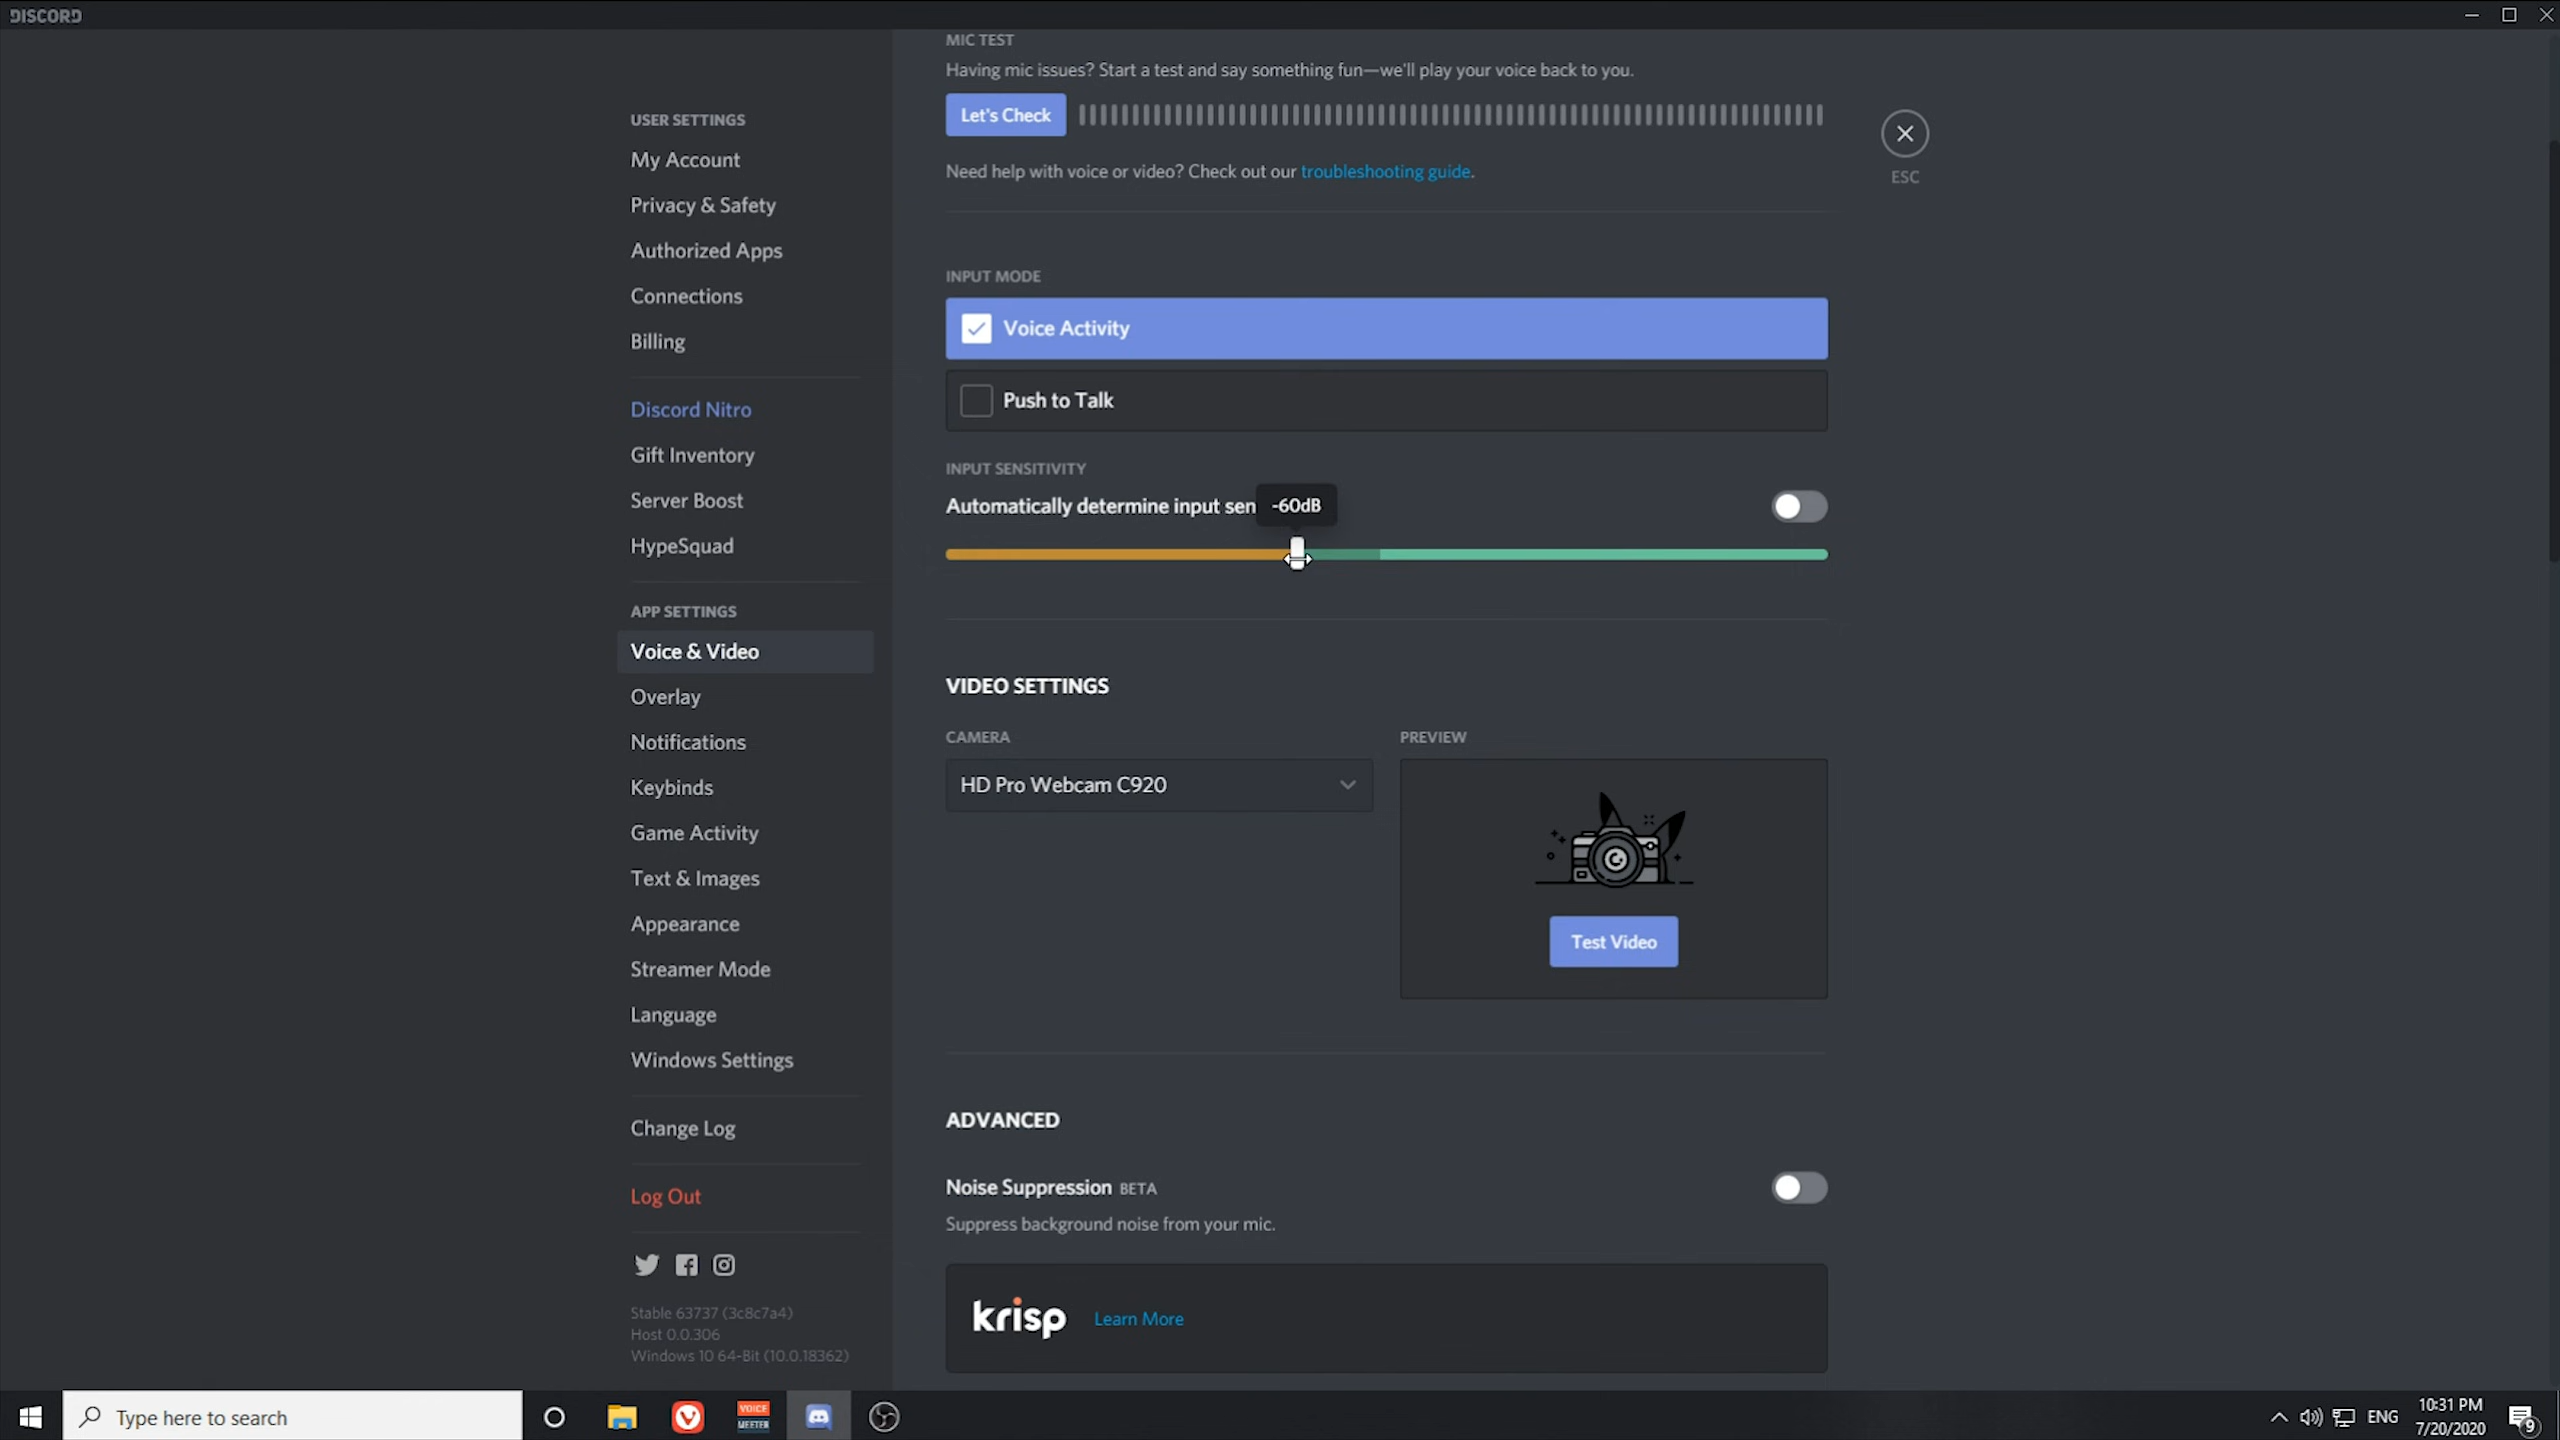 DISCORD
USER SETTINGS
My Account
Privacy & Safety
Authorized Apps
Connections
Billing
Discord Nitro
Gift Inventory
Server Boost
HypeSquad
APP SETTINGS
Voice & Video
Overlay
Notifications
Keybinds
Game Activity
Text & Images
Appearance
Streamer Mode
Language
Windows Settings
Change Log
Log Out
Stable 63737 (3c8c7a4)
Host 0.0.306
Windows 10 64-Bit (10.0.18362)
MIC TEST
Having mic issues? Start a test and say something fun—we'll play your voice back to you.
Let's Check
Need help with voice or video? Check out our troubleshooting guide.
ESC
INPUT MODE
Voice Activity
Push to Talk
INPUT SENSITIVITY
Automatically determine input sen
-60dB
VIDEO SETTINGS
CAMERA
HD Pro Webcam C920
PREVIEW
Test Video
ADVANCED
Noise Suppression BETA
Suppress background noise from your mic.
krisp Learn More
Type here to search
VOICE
MEETER
ENG
10:31 PM
7/20/2020
9